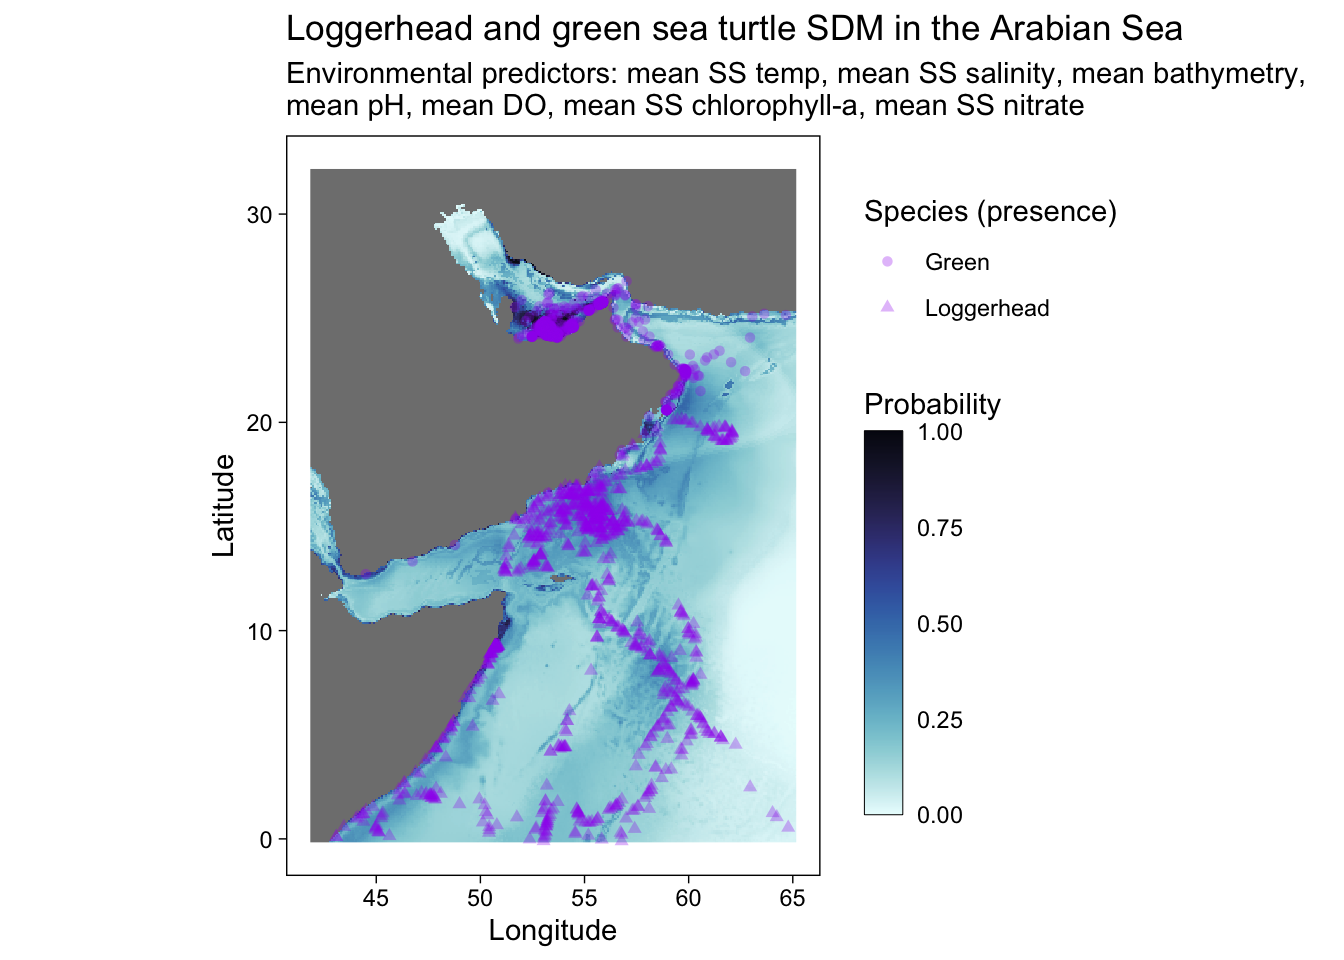 Loggerhead and green sea turtle SDM in the Arabian Sea
Environmental predictors: mean SS temp, mean SS salinity, mean bathymetry,
mean pH, mean DO, mean SS chlorophyll-a, mean SS nitrate
Latitude
30
20
10
0
45
50
55
60
65
Longitude
Species (presence)
Green
Loggerhead
Probability
1.00
0.75
0.50
0.25
0.00